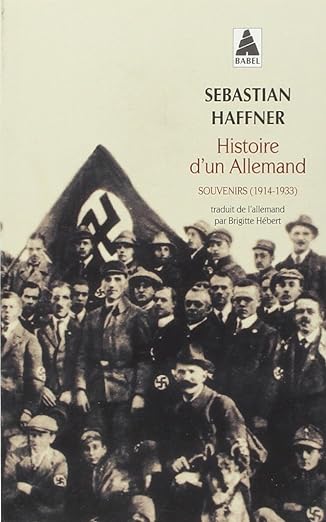 BABEL
SEBASTIAN
HAFFNER
Histoire
d'un Allemand
SOUVENIRS (1914-1933)
traduit de l'allemand
par Brigitte Hébert